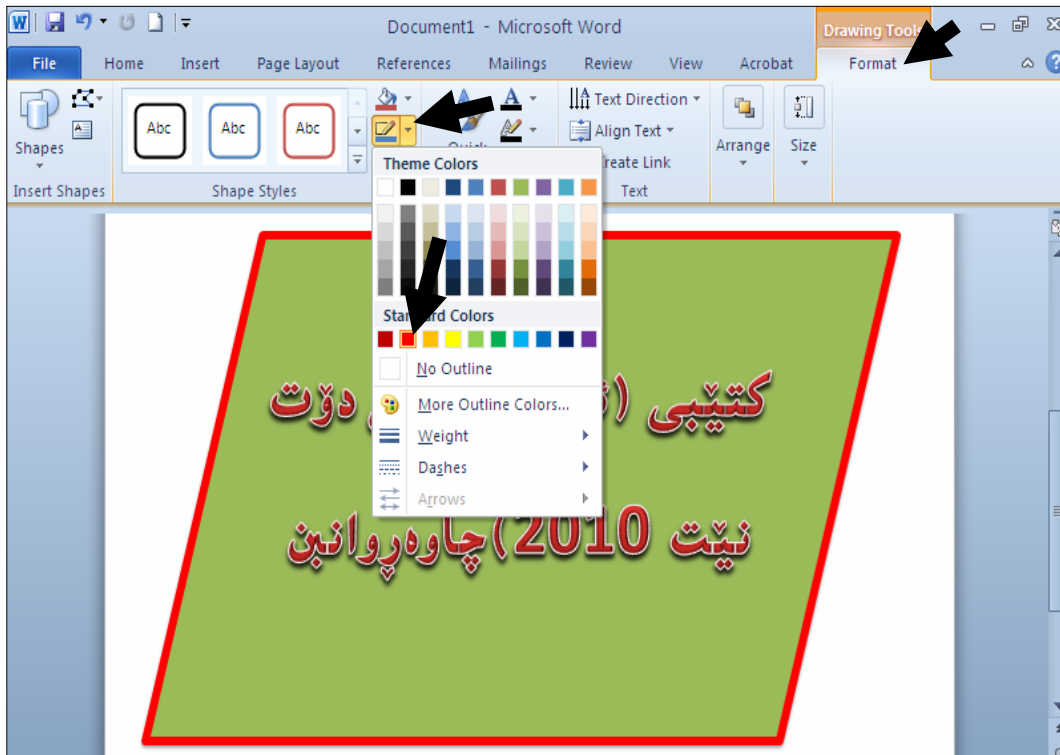 Document1 - Microsoft Word
Drawing Tools
File Home Insert Page Layout References Mailings Review View Acrobat Format
Abc Abc Abc
Text Direction
Align Text
Create Link
Shapes
Quick
Arrange
Size
Insert Shapes
Shape Styles
Text
Theme Colors
Standard Colors
No Outline
More Outline Colors...
Weight
Dashes
Arrows
کتێبی دۆت
نێت 2010)چاوەڕوانبن